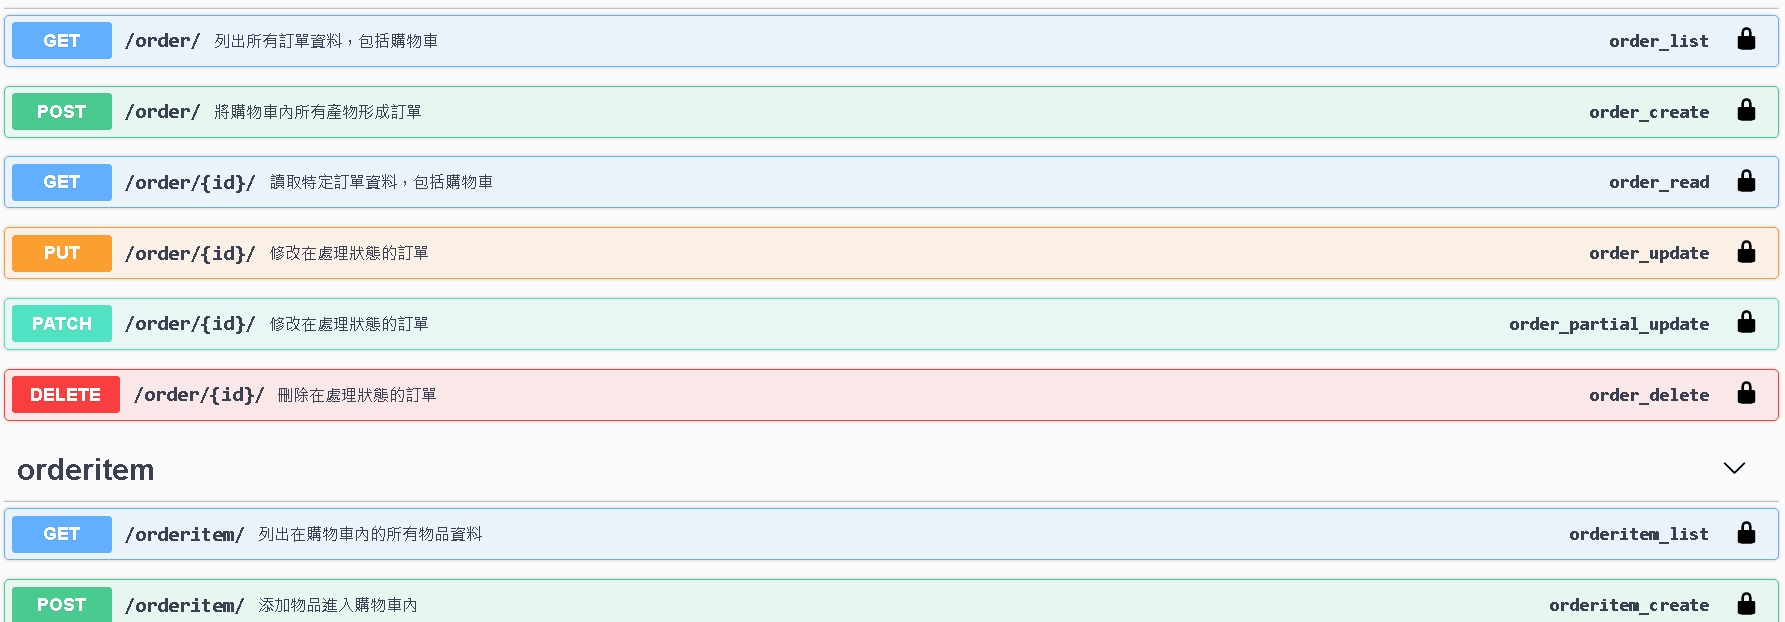 GET /order/ 列出所有訂單資料，包括購物車 order_list
POST /order/ 將購物車內所有產物形成訂單 order_create
GET /order/{id}/ 讀取特定訂單資料，包括購物車 order_read
PUT /order/{id}/ 修改在處理狀態的訂單 order_update
PATCH /order/{id}/ 修改在處理狀態的訂單 order_partial_update
DELETE /order/{id}/ 刪除在處理狀態的訂單 order_delete
orderitem
GET /orderitem/ 列出在購物車內的所有物品資料 orderitem_list
POST /orderitem/ 添加物品進入購物車內 orderitem_create